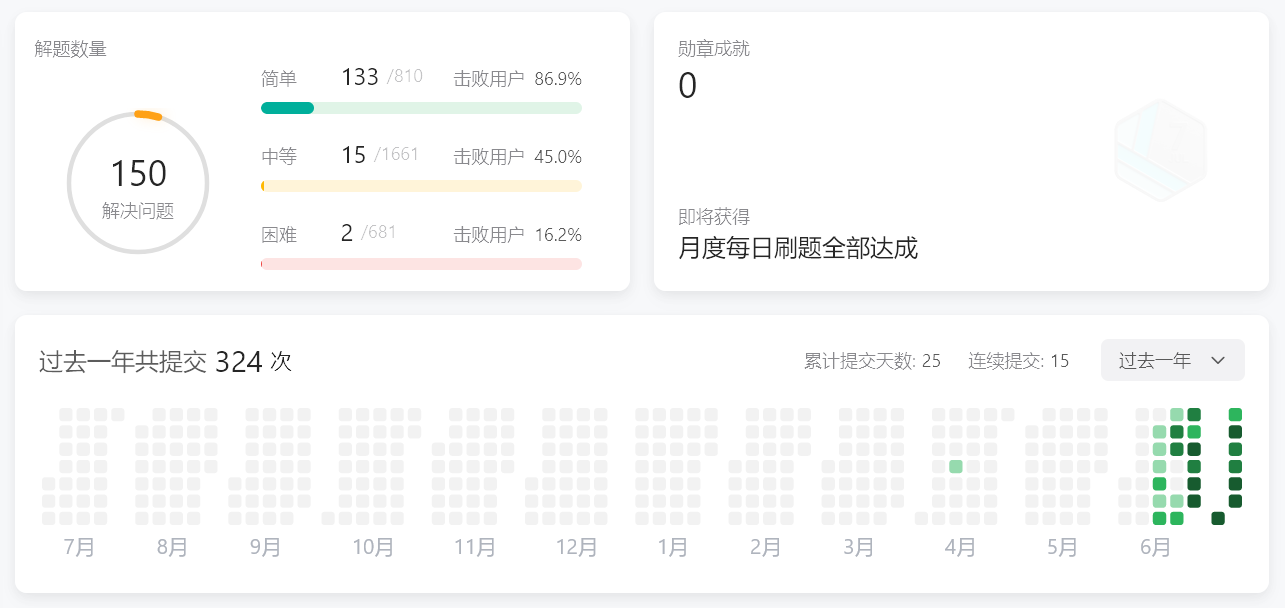 解题数量
150
解决问题
简单 133 /810 击败用户 86.9%
中等 15 /1661 击败用户 45.0%
困难 2 /681 击败用户 16.2%
勋章成就
0
即将获得
月度每日刷题全部达成
过去一年共提交 324 次
累计提交天数: 25 连续提交: 15 过去一年
7月 8月 9月 10月 11月 12月 1月 2月 3月 4月 5月 6月